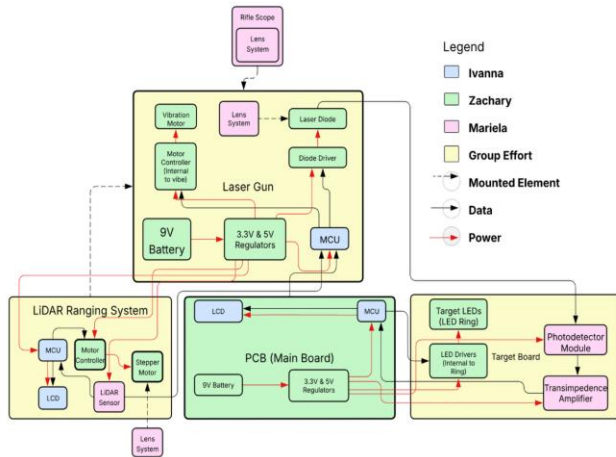 Rifle Scope
Lens
System
Legend
Ivanna
Zachary
Mariela
Group Effort
Mounted Element
Data
Power
Vibration
Motor
Lens
System
Laser Diode
Motor
Controller
(Internal
to vibe)
Diode Driver
Laser Gun
9V
Battery
3.3V & 5V
Regulators
MCU
LiDAR Ranging System
MCU
Motor
Controller
Stepper
Motor
LCD
LiDAR
Sensor
Lens
System
LCD
MCU
PCB (Main Board)
9V Battery
3.3V & 5V
Regulators
Target LEDs
(LED Ring)
LED Drivers
(Internal to
Ring)
Target Board
Photodetector
Module
Transimpedence
Amplifier